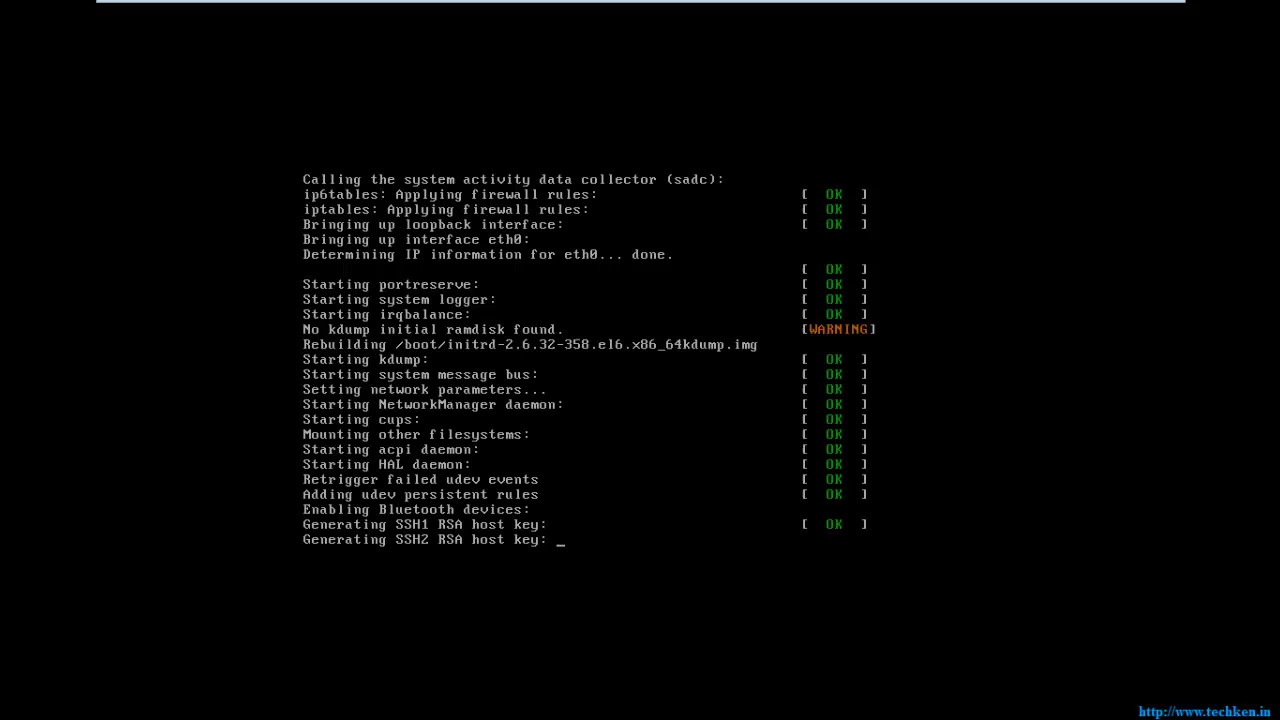 Calling the system activity data collector (sadc):
ip6tables: Applying firewall rules: [ OK ]
iptables: Applying firewall rules: [ OK ]
Bringing up loopback interface: [ OK ]
Bringing up interface eth0:
Determining IP information for eth0... done.
[ OK ]
Starting portreserve: [ OK ]
Starting system logger: [ OK ]
Starting irqbalance: [ OK ]
No kdump initial ramdisk found. [WARNING]
Rebuilding /boot/initrd-2.6.32-358.el6.x86_64kdump.img
Starting kdump: [ OK ]
Starting system message bus: [ OK ]
Setting network parameters... [ OK ]
Starting NetworkManager daemon: [ OK ]
Starting cups: [ OK ]
Mounting other filesystems: [ OK ]
Starting acpi daemon: [ OK ]
Starting HAL daemon: [ OK ]
Retrigger failed udev events [ OK ]
Adding udev persistent rules [ OK ]
Enabling Bluetooth devices:
Generating SSH1 RSA host key: [ OK ]
Generating SSH2 RSA host key: _
http://www.techken.in